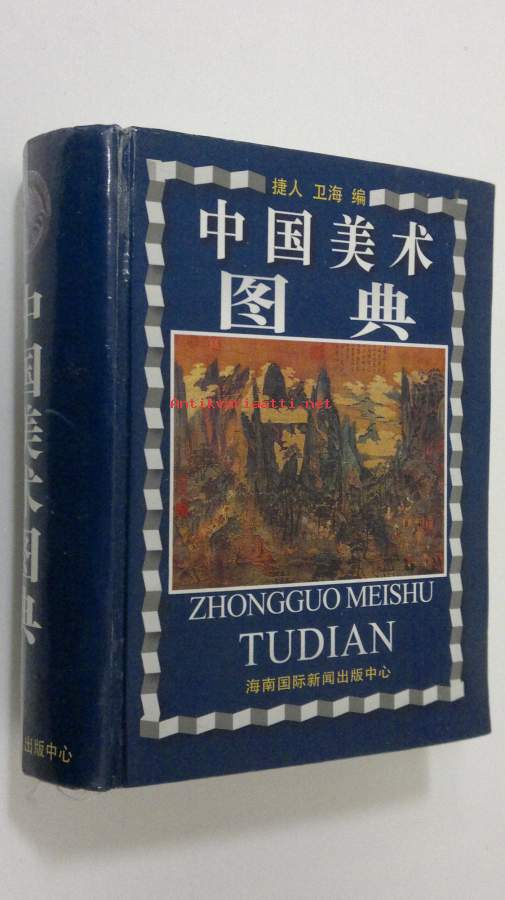 捷人 卫海 编
中国美术
图典
Antikvariaatti.net
ZHONGGUO MEISHU
TUDIAN
海南国际新闻出版中心
中国美术图典
出版中心